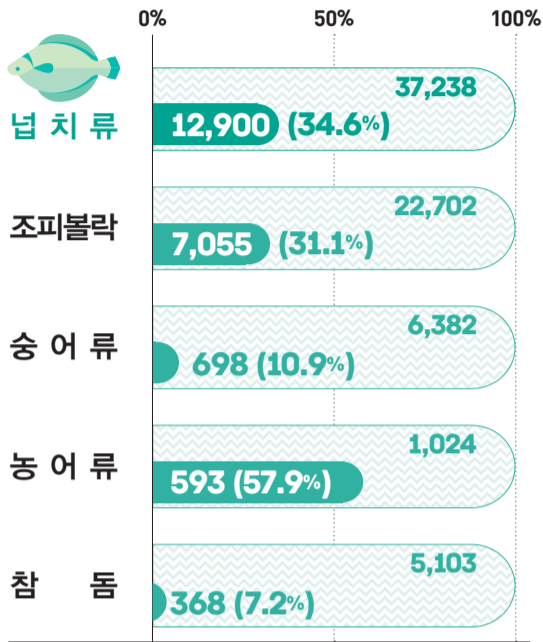 0% 50% 100%
37,238
넙치류 12,900 (34.6%)
22,702
조피볼락 7,055 (31.1%)
6,382
숭어류 698 (10.9%)
1,024
농어류 593 (57.9%)
5,103
참돔 368 (7.2%)